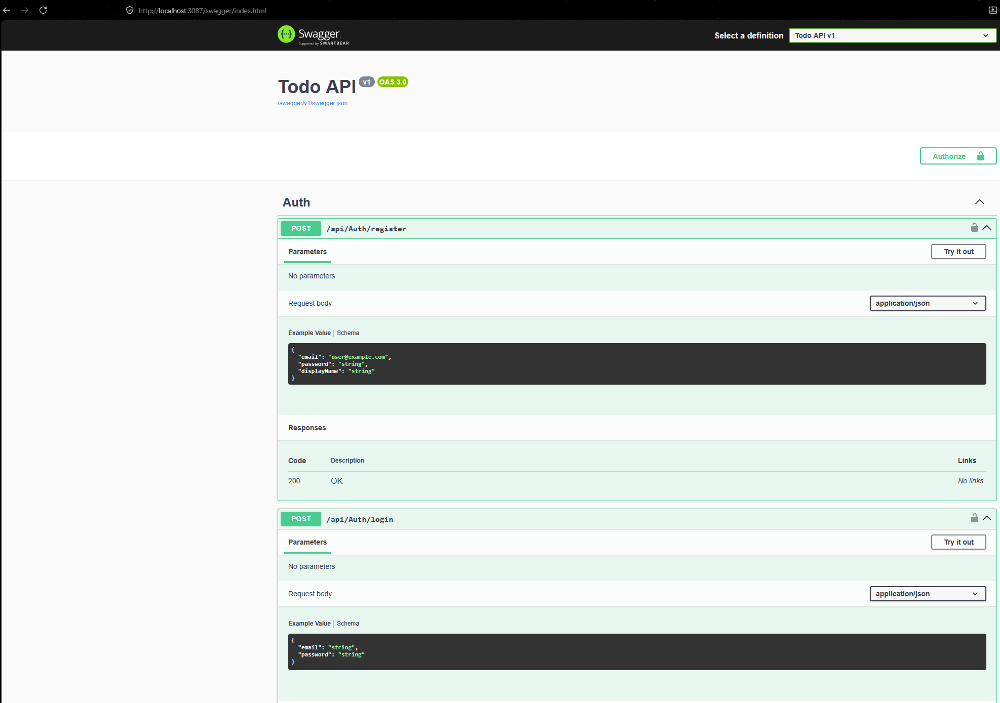 http://localhost:3087/swagger/index.html
{···} Swagger
Supported by SMARTBEAR
Select a definition
Todo API v1
Todo API v1 OAS 3.0
/swagger/v1/swagger.json
Authorize
Auth
POST /api/Auth/register
Parameters
Try it out
No parameters
Request body
application/json
Example Value Schema
{
"email": "user@example.com",
"password": "string",
"displayName": "string"
}
Responses
Code Description Links
200 OK No links
POST /api/Auth/login
Parameters
Try it out
No parameters
Request body
application/json
Example Value Schema
{
"email": "string",
"password": "string"
}